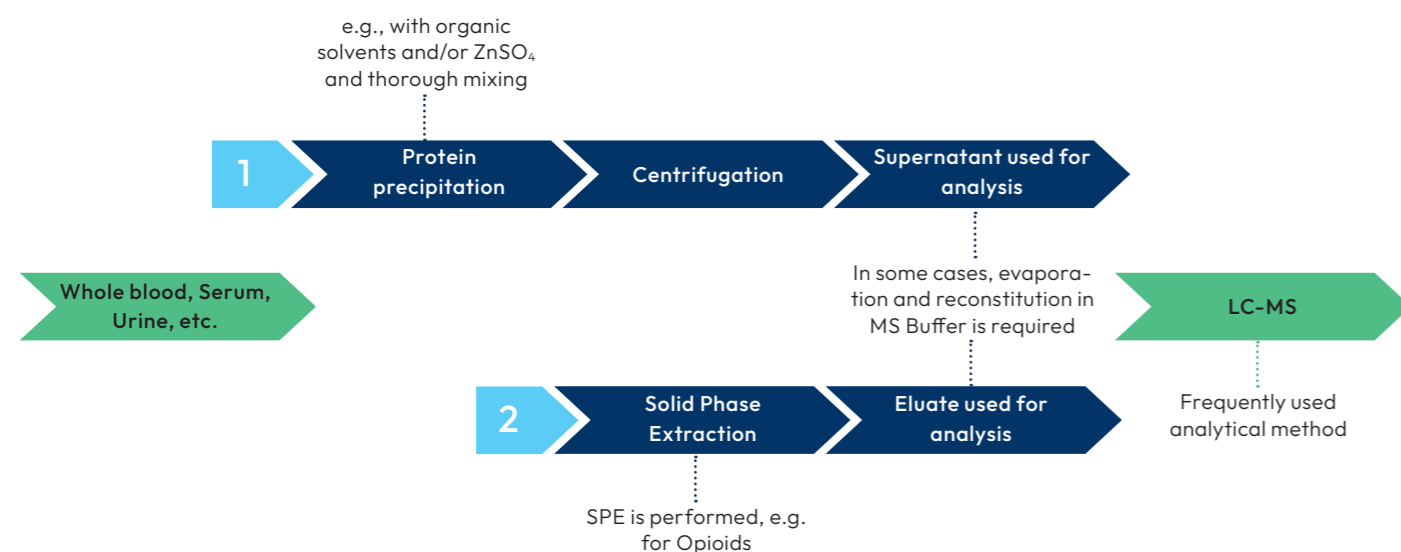 e.g., with organic
solvents and/or ZnSO₄
and thorough mixing
1
Protein
precipitation
Centrifugation
Supernatant used for
analysis
Whole blood, Serum,
Urine, etc.
In some cases, evapora-
tion and reconstitution in
MS Buffer is required
LC-MS
2
Solid Phase
Extraction
Eluate used for
analysis
Frequently used
analytical method
SPE is performed, e.g.
for Opioids